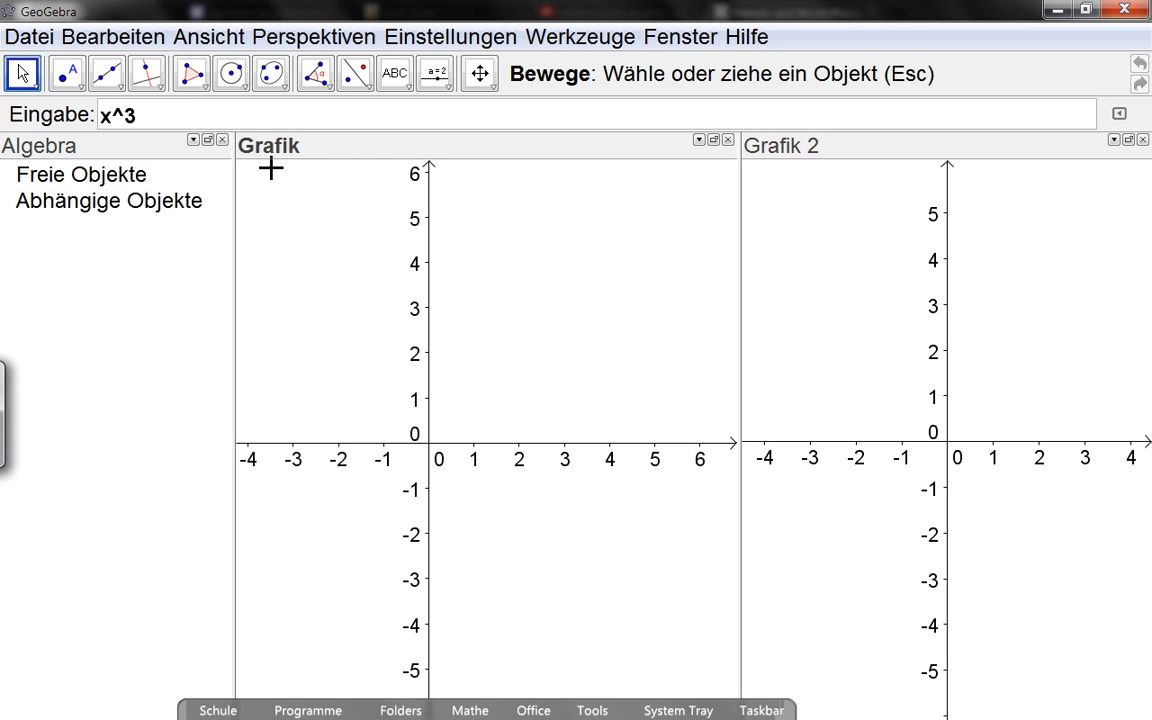 GeoGebra
Datei Bearbeiten Ansicht Perspektiven Einstellungen Werkzeuge Fenster Hilfe
A
α
ABC
a=2
Bewege: Wähle oder ziehe ein Objekt (Esc)
Eingabe: x^3
Algebra
Freie Objekte
Abhängige Objekte
Grafik
6
5
4
3
2
1
0
-4 -3 -2 -1 0 1 2 3 4 5 6
-1
-2
-3
-4
-5
Grafik 2
5
4
3
2
1
0
-4 -3 -2 -1 0 1 2 3 4
-1
-2
-3
-4
-5
Schule Programme Folders Mathe Office Tools System Tray Taskbar